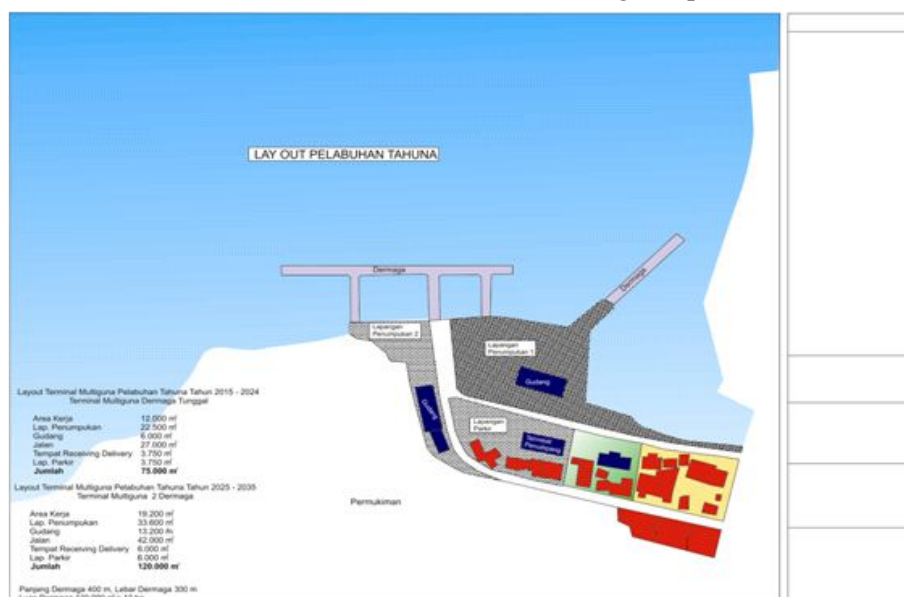 LAY OUT PELABUHAN TAHUNA
Dermaga
Dermaga
Lapangan
Penumpukan 2
Lapangan
Penumpukan 1
Gudang
Gudang
Lapangan
Parkir
Terminal
Penumpang
Permukiman
Layout Terminal Multiguna Pelabuhan Tahuna Tahun 2015 - 2024
Terminal Multiguna Dermaga Tunggal
Area Kerja 12.000 m²
Lap. Penumpukan 22.500 m²
Gudang 6.000 m²
Jalan 27.000 m²
Tempat Receiving Delivery 3.750 m²
Lap. Parkir 3.750 m²
Jumlah 75.000 m²
Layout Terminal Multiguna Pelabuhan Tahuna Tahun 2025 - 2035
Terminal Multiguna 2 Dermaga
Area Kerja 19.200 m²
Lap. Penumpukan 33.600 m²
Gudang 13.200
Jalan 42.000 m²
Tempat Receiving Delivery 6.000 m²
Lap. Parkir 6.000 m²
Jumlah 120.000 m²
Panjang Dermaga 400 m, Lebar Dermaga 300 m